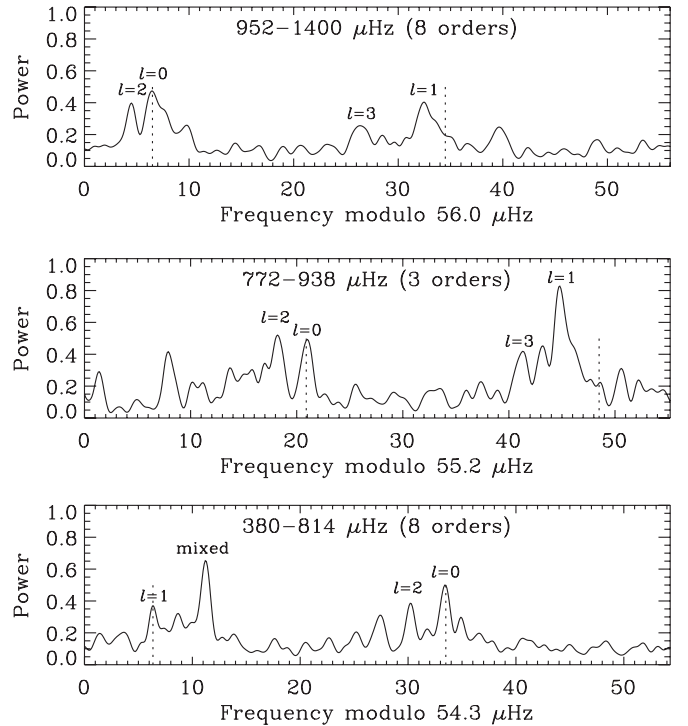 952−1400 μHz (8 orders)
Power
1.0
0.8
0.6
0.4
0.2
0.0
l=2
l=0
l=3
l=1
0 10 20 30 40 50
Frequency modulo 56.0 μHz
772−938 μHz (3 orders)
Power
1.0
0.8
0.6
0.4
0.2
0.0
l=2
l=0
l=3
l=1
0 10 20 30 40 50
Frequency modulo 55.2 μHz
380−814 μHz (8 orders)
Power
1.0
0.8
0.6
0.4
0.2
0.0
l=1
mixed
l=2
l=0
0 10 20 30 40 50
Frequency modulo 54.3 μHz